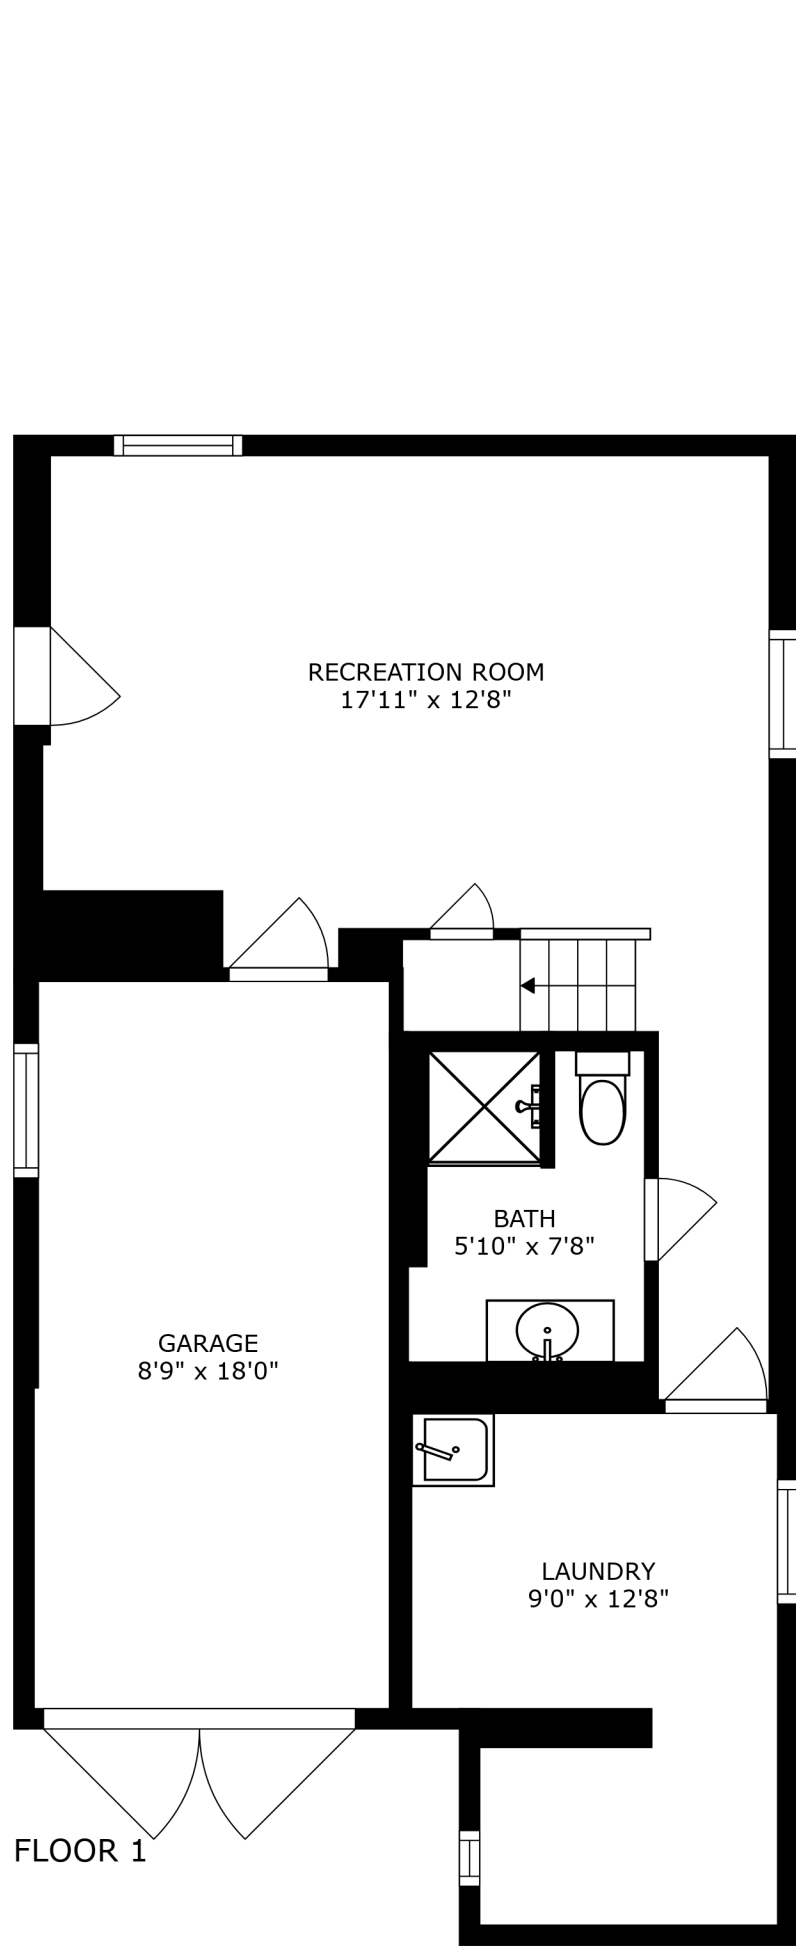 RECREATION ROOM
17'11" x 12'8"
BATH
5'10" x 7'8"
GARAGE
8'9" x 18'0"
LAUNDRY
9'0" x 12'8"
FLOOR 1